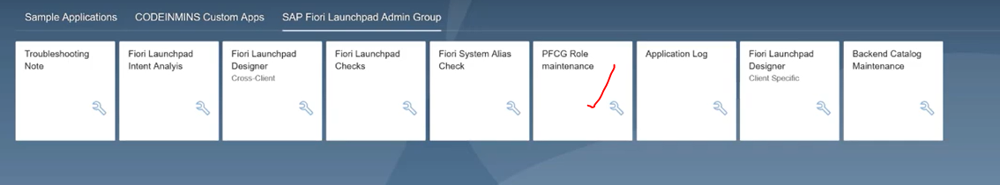 Sample Applications CODEINMINS Custom Apps SAP Fiori Launchpad Admin Group
Troubleshooting
Note
Fiori Launchpad
Intent Analyis
Fiori Launchpad
Designer
Cross-Client
Fiori Launchpad
Checks
Fiori System Alias
Check
PFCG Role
maintenance
Application Log
Fiori Launchpad
Designer
Client Specific
Backend Catalog
Maintenance